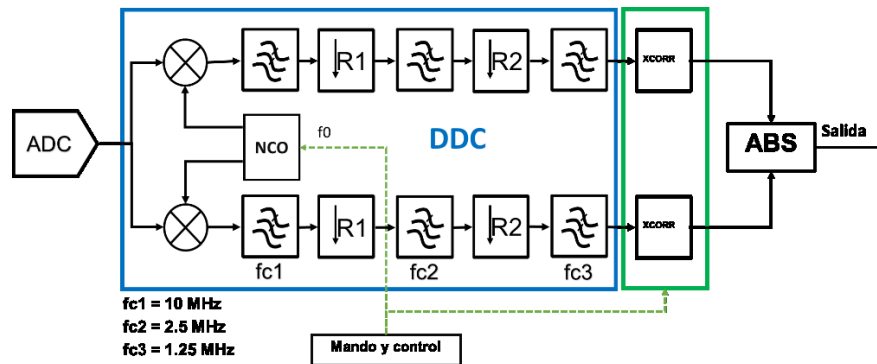 R1 R2 XCORR
ADC NCO f0 DDC ABS Salida
R1 R2 XCORR
fc1 fc2 fc3
fc1 = 10 MHz
fc2 = 2.5 MHz
fc3 = 1.25 MHz
Mando y control